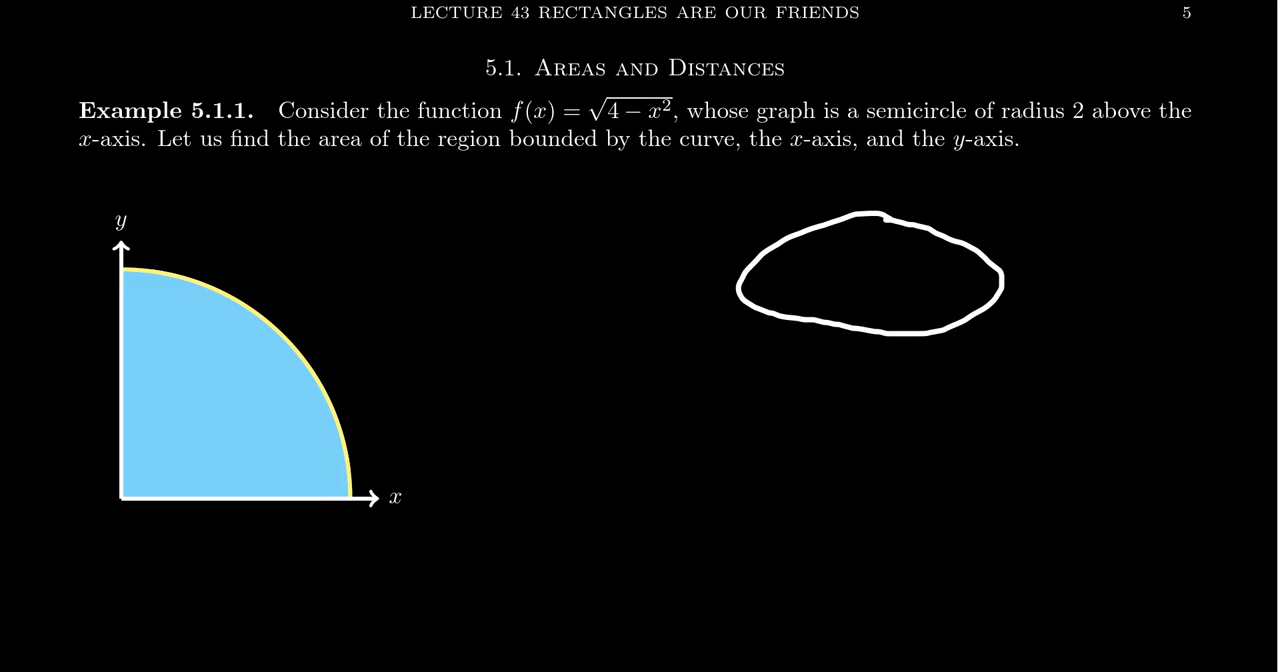 LECTURE 43 RECTANGLES ARE OUR FRIENDS 5
5.1. Areas and Distances
Example 5.1.1. Consider the function f(x) = √(4 − x²), whose graph is a semicircle of radius 2 above the
x-axis. Let us find the area of the region bounded by the curve, the x-axis, and the y-axis.
y
x